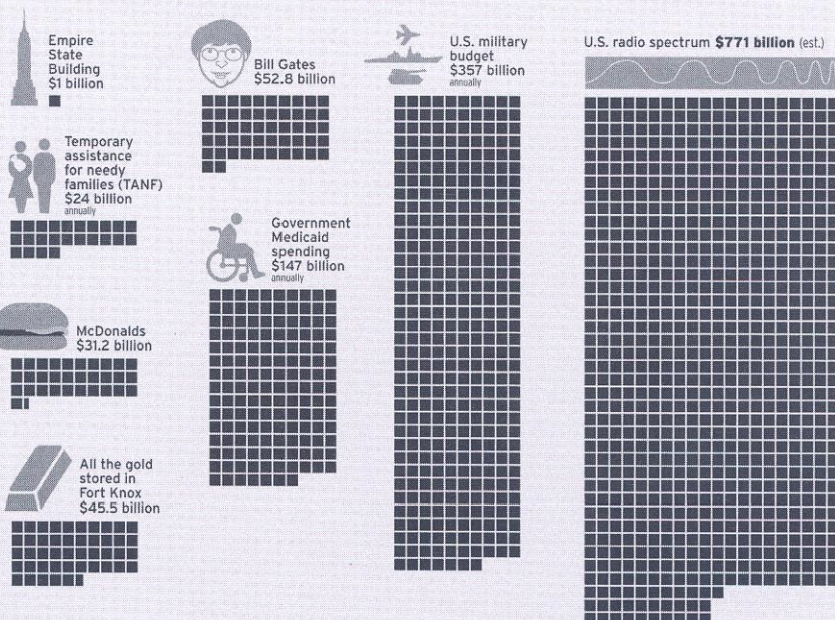 Empire
State
Building
$1 billion
Temporary
assistance
for needy
families (TANF)
$24 billion
annually
McDonalds
$31.2 billion
All the gold
stored in
Fort Knox
$45.5 billion
Bill Gates
$52.8 billion
Government
Medicaid
spending
$147 billion
annually
U.S. military
budget
$357 billion
annually
U.S. radio spectrum $771 billion (est.)